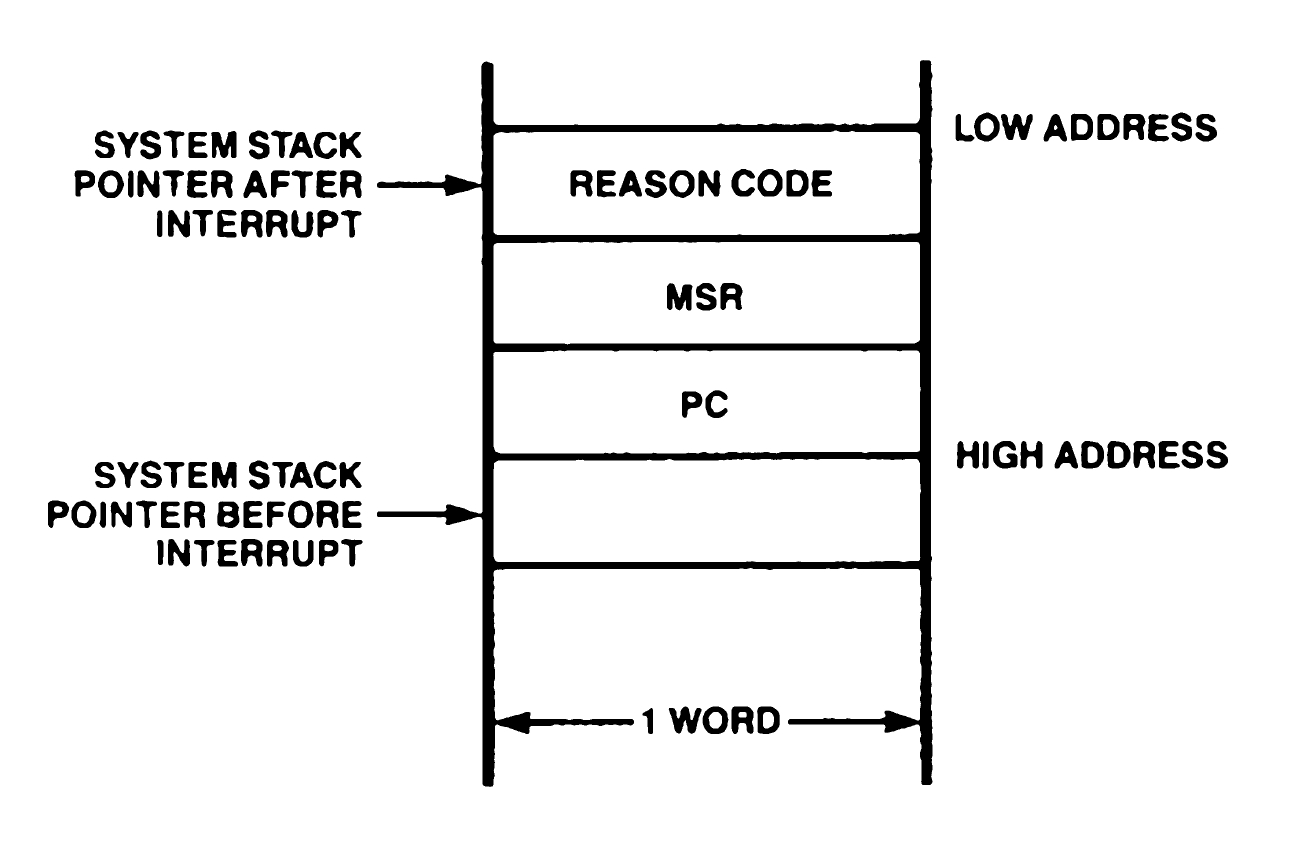 LOW ADDRESS
SYSTEM STACK
POINTER AFTER
INTERRUPT
REASON CODE
MSR
PC
HIGH ADDRESS
SYSTEM STACK
POINTER BEFORE
INTERRUPT
1 WORD